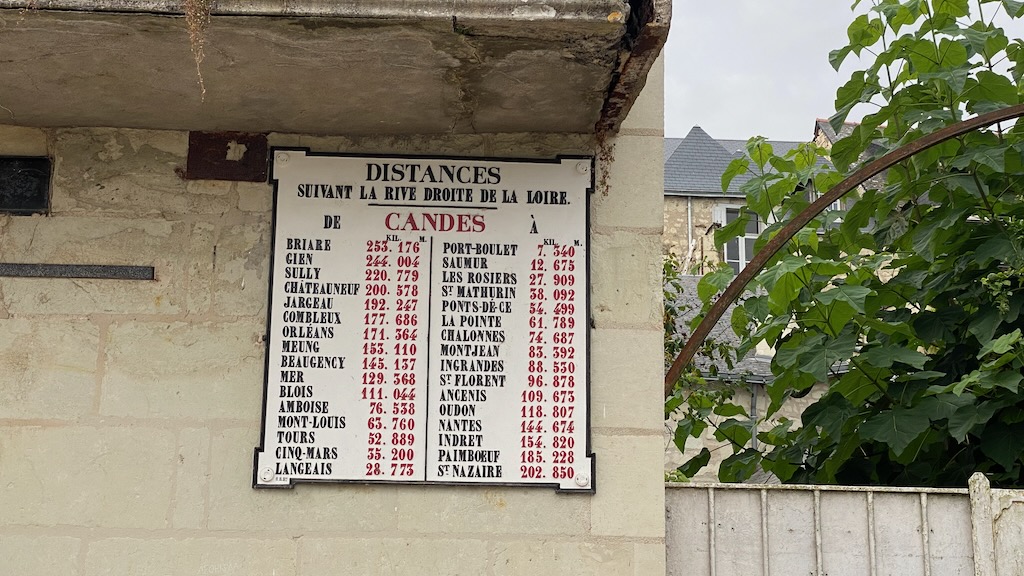 DISTANCES
SUIVANT LA RIVE DROITE DE LA LOIRE.
DE CANDES À
KIL. M.
BRIARE 253. 176
GIEN 244. 004
SULLY 220. 779
CHÂTEAUNEUF 200. 578
JARGEAU 192. 247
COMBLEUX 177. 686
ORLÉANS 171. 364
MEUNG 153. 110
BEAUGENCY 145. 137
MER 129. 368
BLOIS 111. 044
AMBOISE 76. 538
MONT-LOUIS 63. 760
TOURS 52. 889
CINQ-MARS 35. 200
LANGEAIS 28. 773
KIL. M.
PORT-BOULET 7. 340
SAUMUR 12. 675
LES ROSIERS 27. 909
ST MATHURIN 38. 092
PONTS-DE-CÉ 54. 499
LA POINTE 61. 789
CHALONNES 74. 687
MONTJEAN 83. 392
INGRANDES 88. 530
ST FLORENT 96. 878
ANCENIS 109. 673
OUDON 118. 807
NANTES 144. 674
INDRET 154. 820
PAIMBŒUF 185. 228
ST NAZAIRE 202. 850